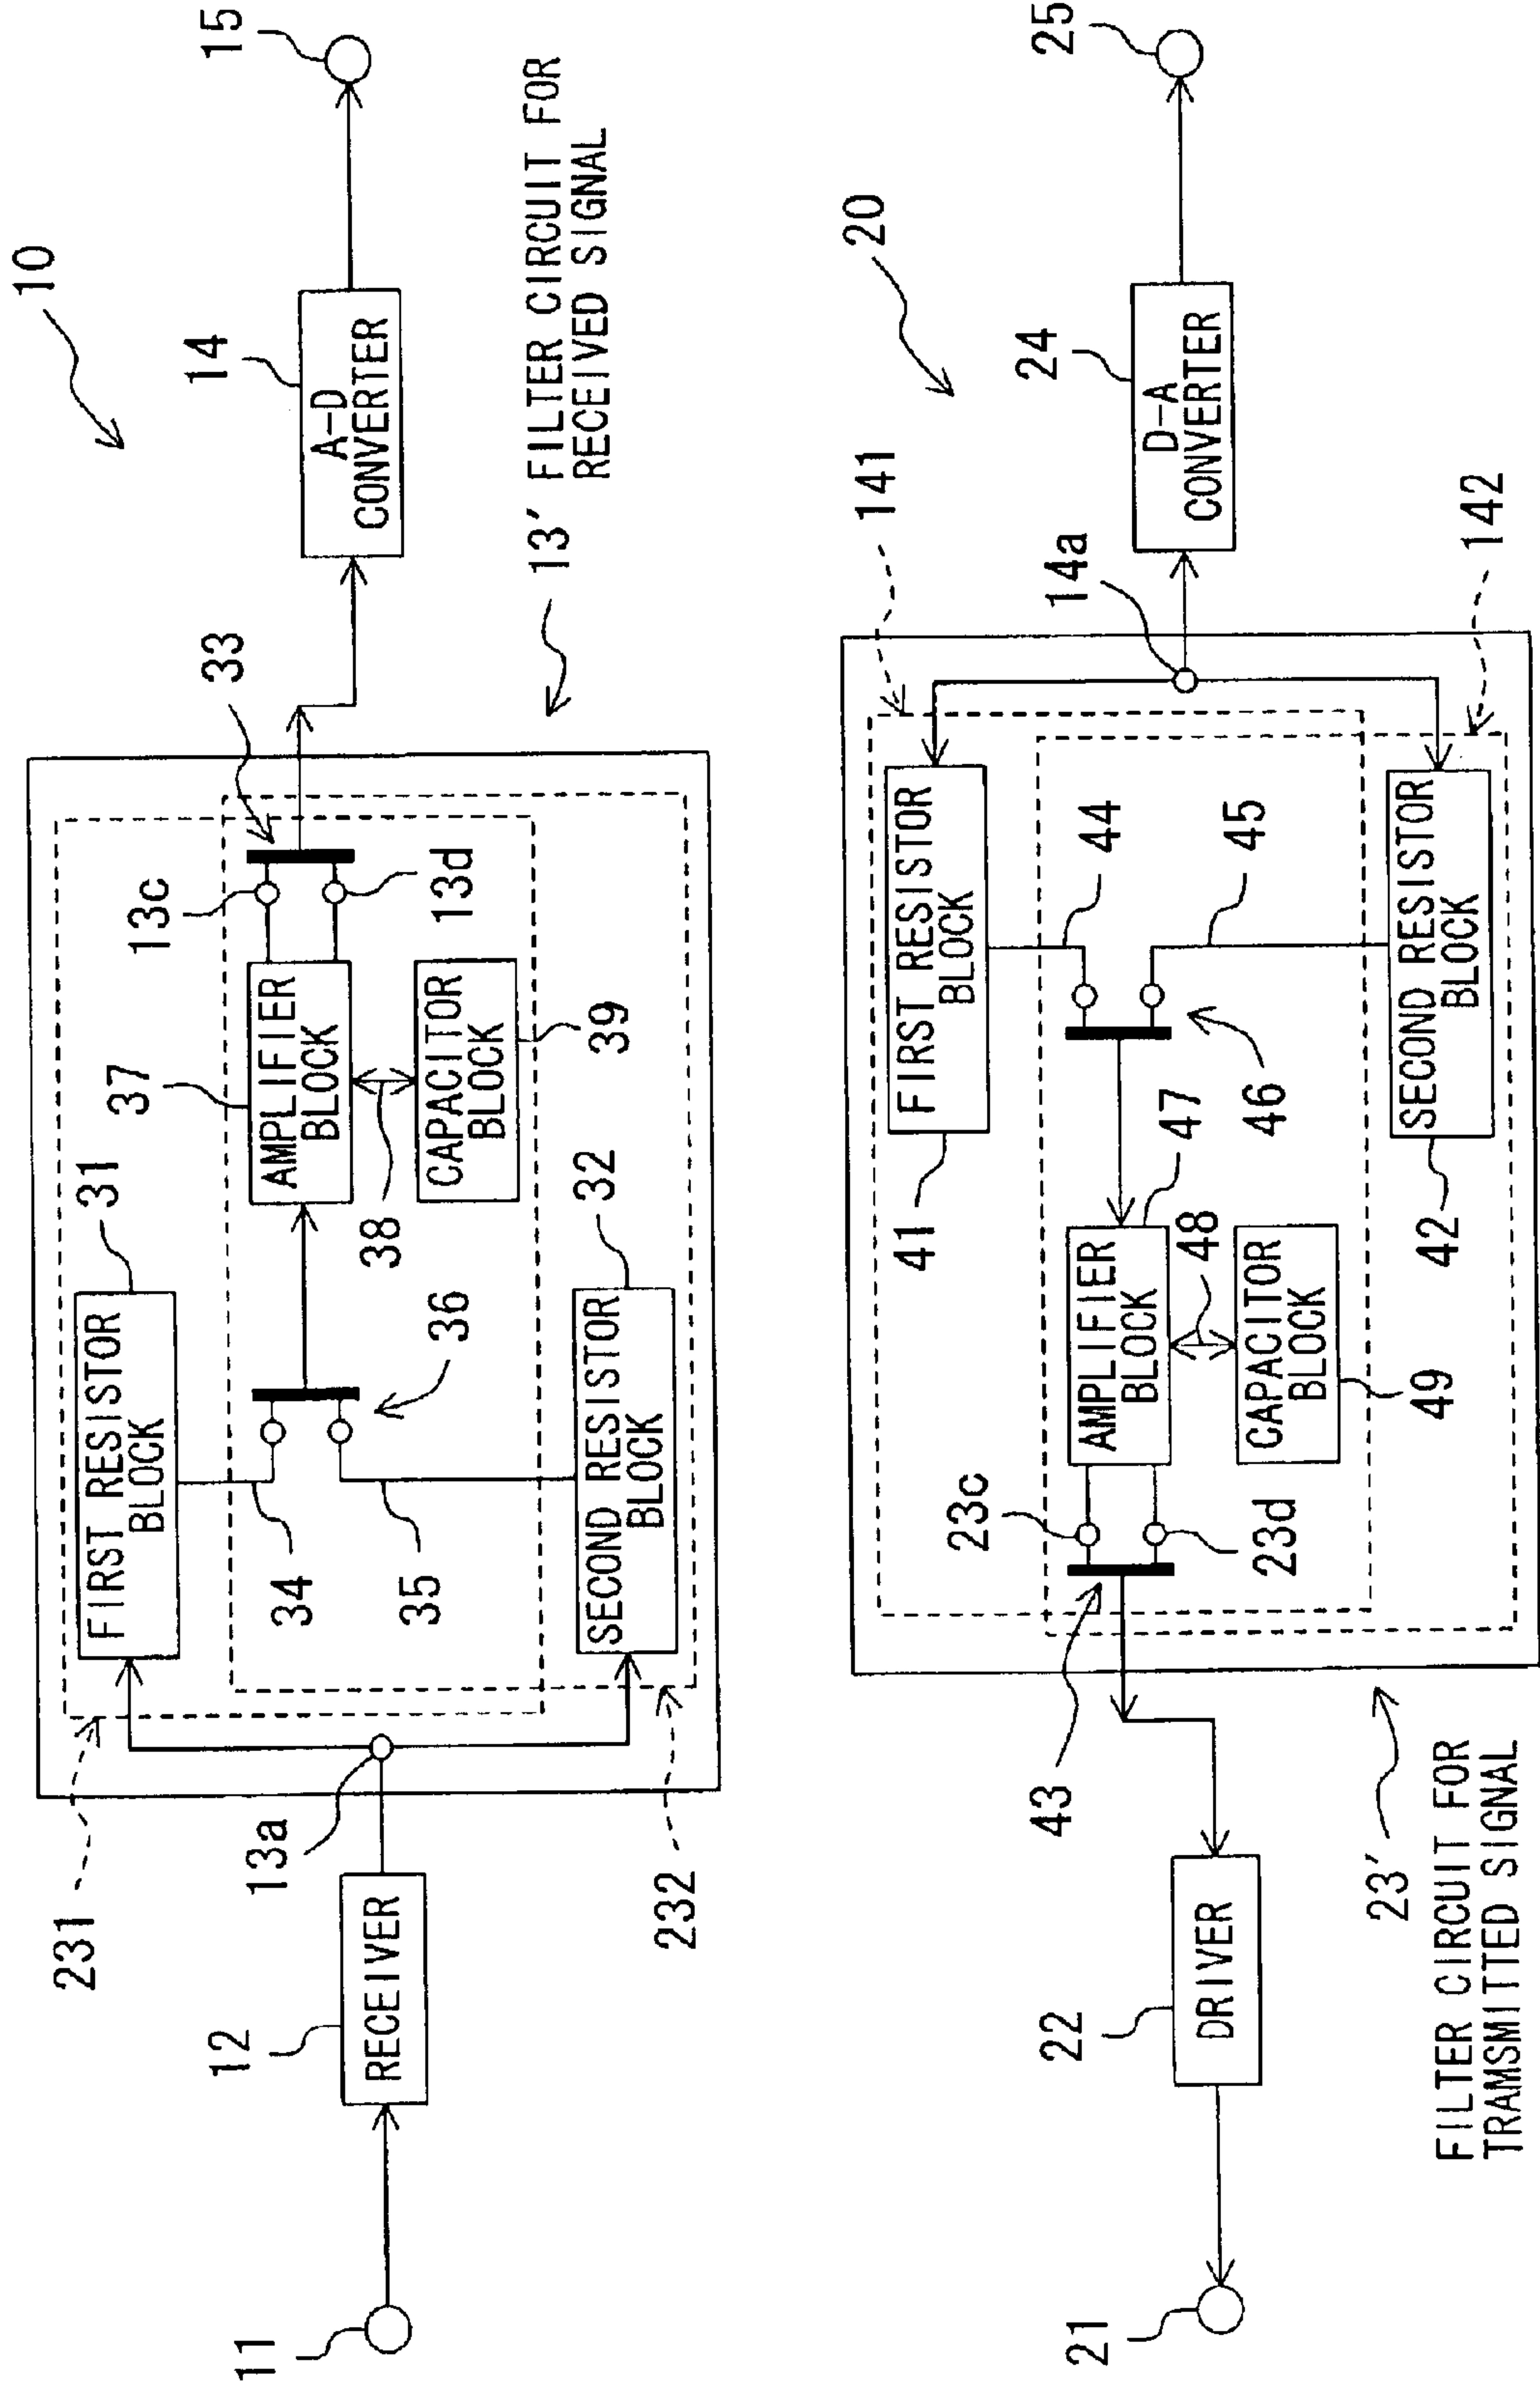 10
11
12
RECEIVER
13a
231
232
FIRST RESISTOR
BLOCK
31
34
35
36
SECOND RESISTOR
BLOCK
32
37
AMPLIFIER
BLOCK
38
CAPACITOR
BLOCK
39
13c
13d
33
13' FILTER CIRCUIT FOR
RECEIVED SIGNAL
14
A-D
CONVERTER
15
20
21
22
DRIVER
23'
FILTER CIRCUIT FOR
TRAMSMITTED SIGNAL
43
23c
23d
AMPLIFIER
BLOCK
47
48
CAPACITOR
BLOCK
49
41
FIRST RESISTOR
BLOCK
44
45
46
42
SECOND RESISTOR
BLOCK
141
142
14a
24
D-A
CONVERTER
25